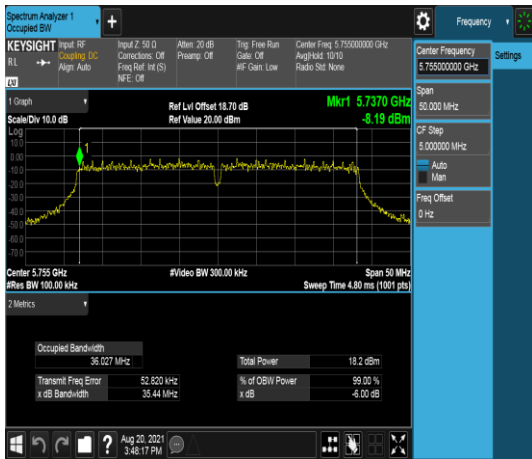 Spectrum Analyzer 1
Occupied BW
+
Frequency
KEYSIGHT
RL
LXI
Input: RF
Coupling: DC
Align: Auto
Input Z: 50 Ω
Corrections: Off
Freq Ref: Int (S)
NFE: Off
Atten: 20 dB
Preamp: Off
Trig: Free Run
Gate: Off
#IF Gain: Low
Center Freq: 5.755000000 GHz
Avg|Hold: 10/10
Radio Std: None
Center Frequency
5.755000000 GHz
Settings
Span
50.000 MHz
CF Step
5.000000 MHz
Auto
Man
Freq Offset
0 Hz
1 Graph
Scale/Div 10.0 dB
Ref Lvl Offset 18.70 dB
Ref Value 20.00 dBm
Mkr1 5.7370 GHz
-8.19 dBm
Log
10.0
0.00
-10.0
-20.0
-30.0
-40.0
-50.0
-60.0
-70.0
1
Center 5.755 GHz
#Res BW 100.00 kHz
#Video BW 300.00 kHz
Span 50 MHz
Sweep Time 4.80 ms (1001 pts)
2 Metrics
Occupied Bandwidth
36.027 MHz
Total Power 18.2 dBm
Transmit Freq Error 52.820 kHz
% of OBW Power 99.00 %
x dB Bandwidth 35.44 MHz
x dB -6.00 dB
?
Aug 20, 2021
3:48:17 PM